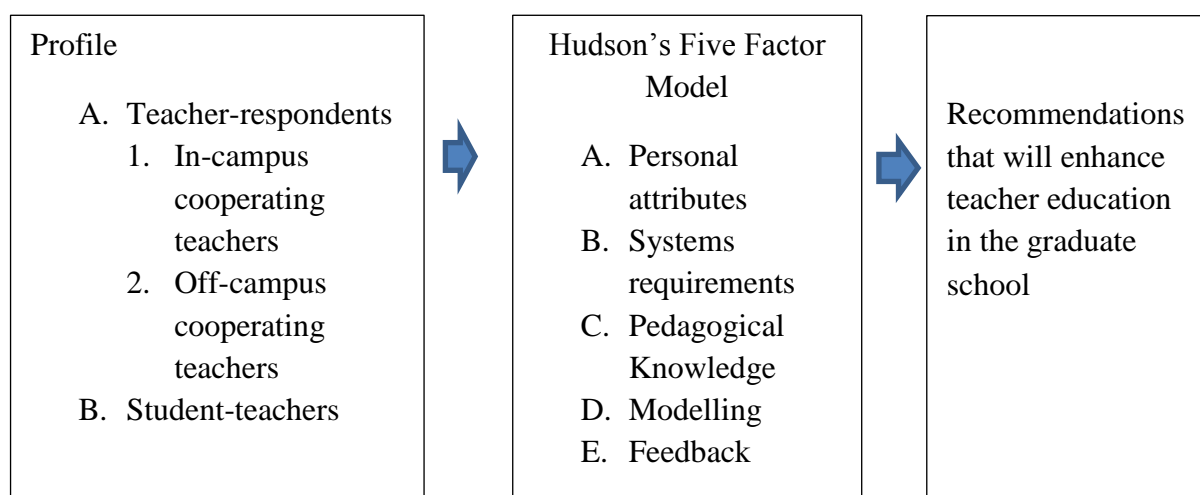 Profile
A. Teacher-respondents
1. In-campus
cooperating
teachers
2. Off-campus
cooperating
teachers
B. Student-teachers
Hudson’s Five Factor
Model
A. Personal
attributes
B. Systems
requirements
C. Pedagogical
Knowledge
D. Modelling
E. Feedback
Recommendations
that will enhance
teacher education
in the graduate
school